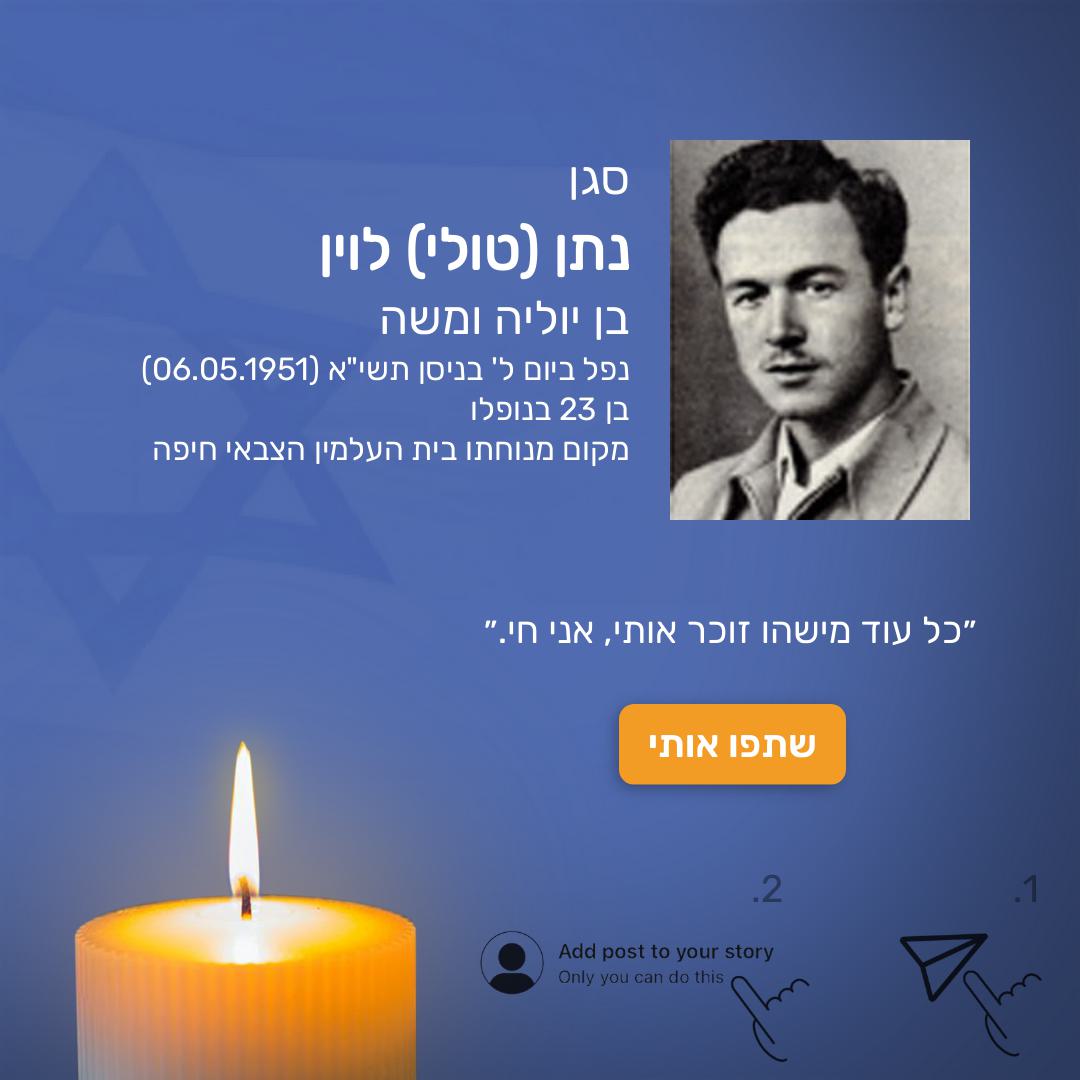 סגן
נתן (טולי) לוין
בן יוליה ומשה
נפל ביום ל' בניסן תשי"א (06.05.1951)
בן 23 בנופלו
מקום מנוחתו בית העלמין הצבאי חיפה
״כל עוד מישהו זוכר אותי, אני חי.״
שתפו אותי
1.
2.
Add post to your story
Only you can do this